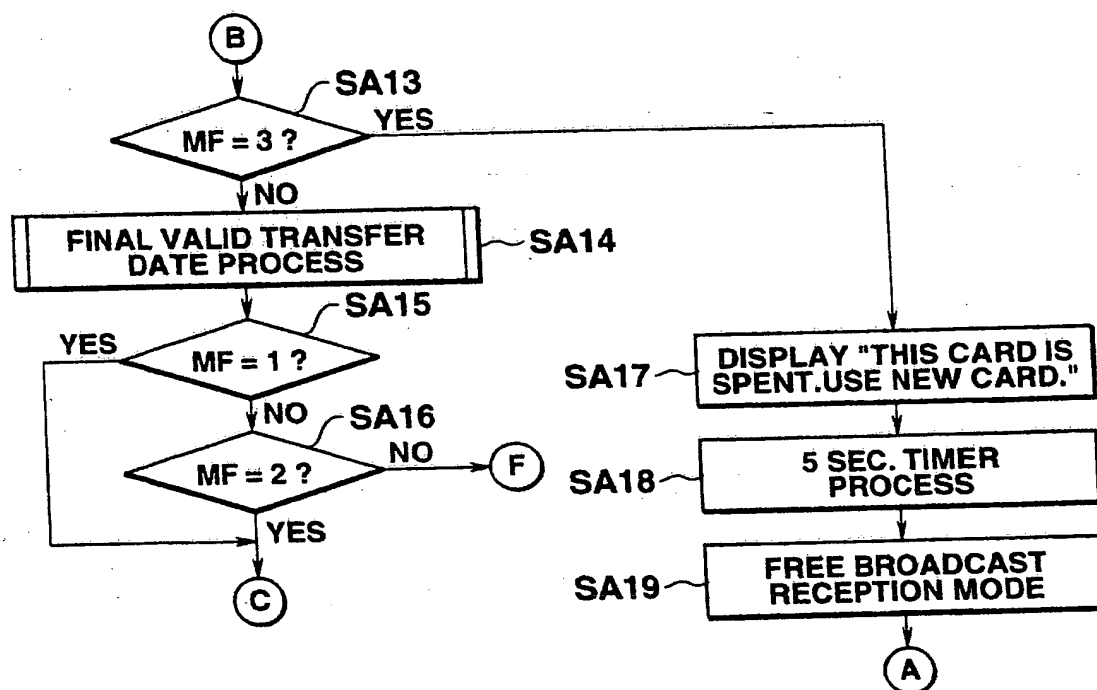 B
SA13
MF = 3 ?
YES
NO
FINAL VALID TRANSFER
DATE PROCESS
SA14
SA15
YES
MF = 1 ?
NO
SA16
MF = 2 ?
NO
F
YES
C
DISPLAY "THIS CARD IS
SPENT.USE NEW CARD."
SA17
5 SEC. TIMER
PROCESS
SA18
FREE BROADCAST
RECEPTION MODE
SA19
A